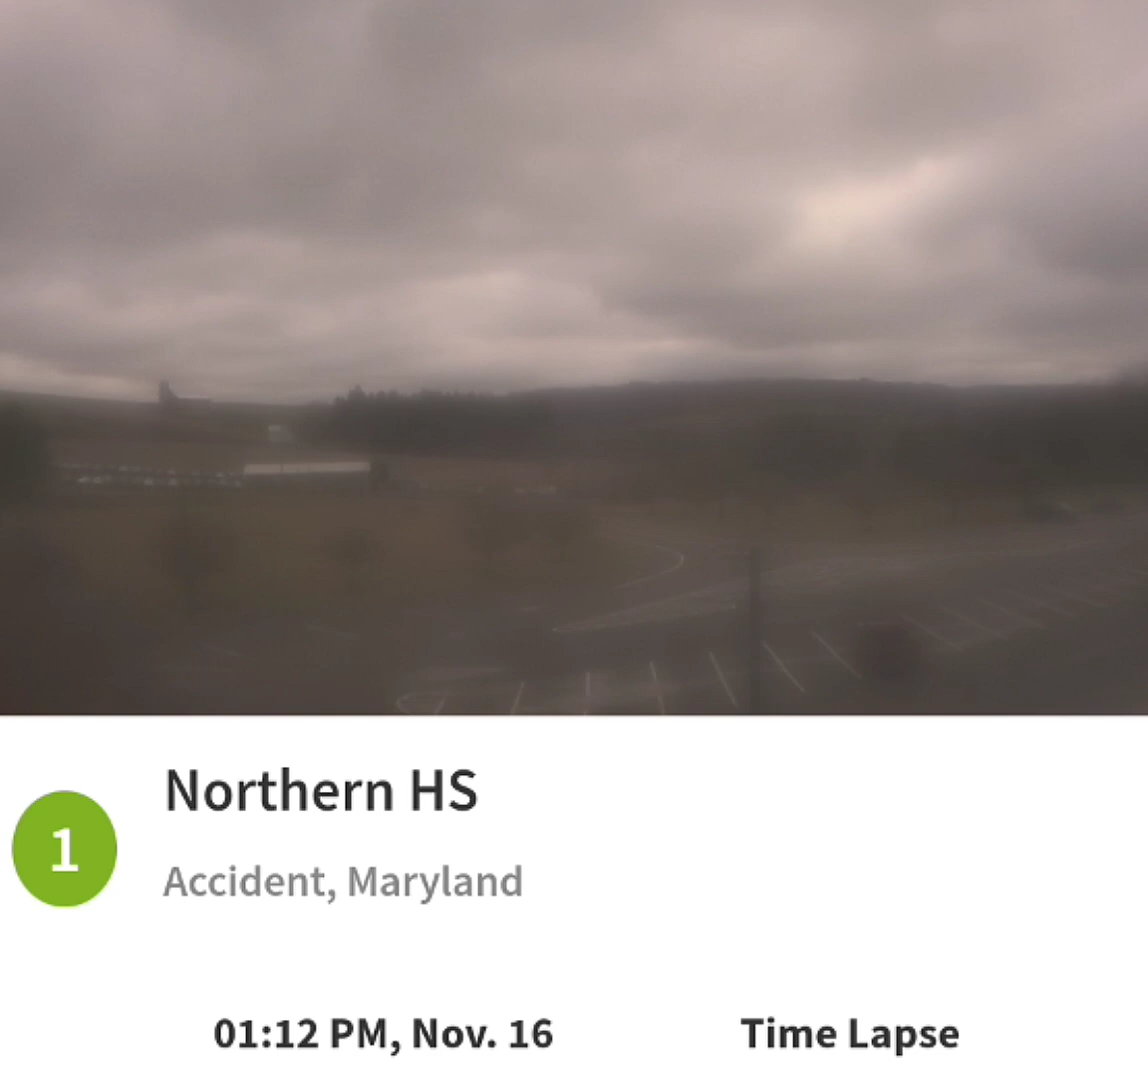 Northern HS
1
Accident, Maryland
01:12 PM, Nov. 16
Time Lapse